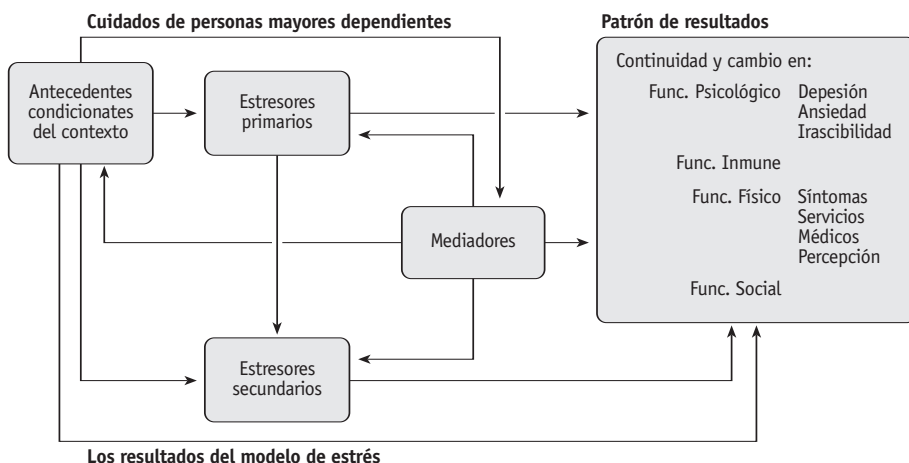 Cuidados de personas mayores dependientes
Patrón de resultados
Antecedentes
condicionates
del contexto
Estresores
primarios
Mediadores
Estresores
secundarios
Continuidad y cambio en:
Func. Psicológico Depesión
Ansiedad
Irascibilidad
Func. Inmune
Func. Físico Síntomas
Servicios
Médicos
Percepción
Func. Social
Los resultados del modelo de estrés